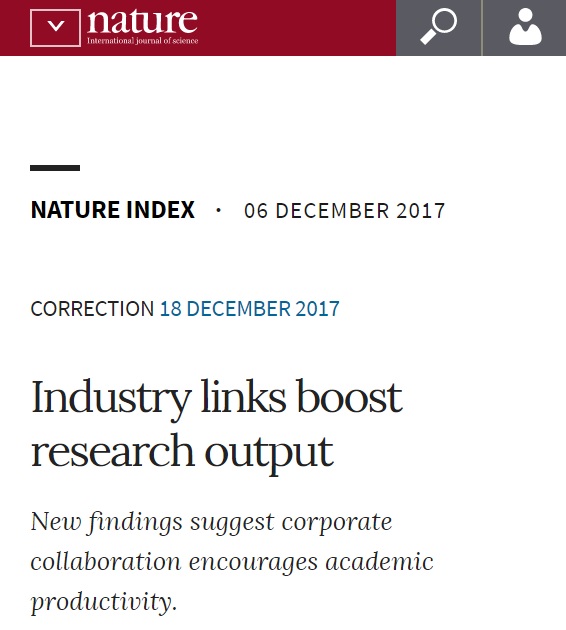 nature
International journal of science
NATURE INDEX · 06 DECEMBER 2017
CORRECTION 18 DECEMBER 2017
Industry links boost
research output
New findings suggest corporate
collaboration encourages academic
productivity.